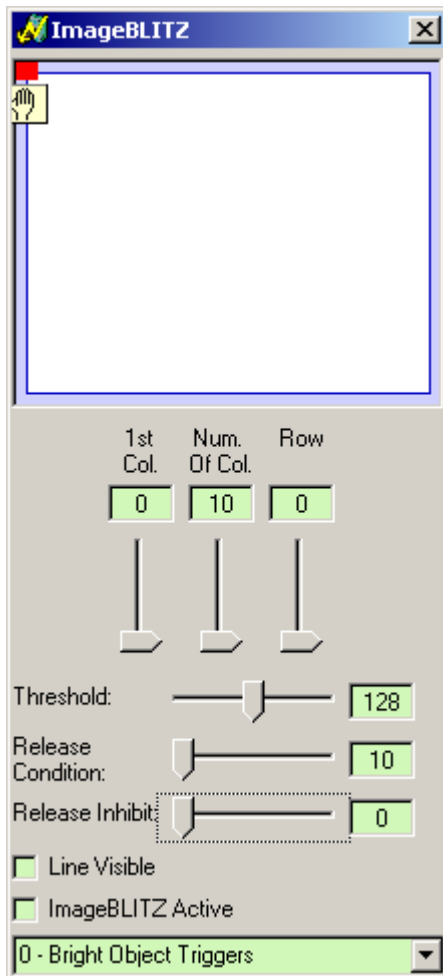 ImageBLITZ
1st Num. Row
Col. Of Col.
0 10 0
Threshold: 128
Release
Condition: 10
Release Inhibit: 0
Line Visible
ImageBLITZ Active
0 - Bright Object Triggers